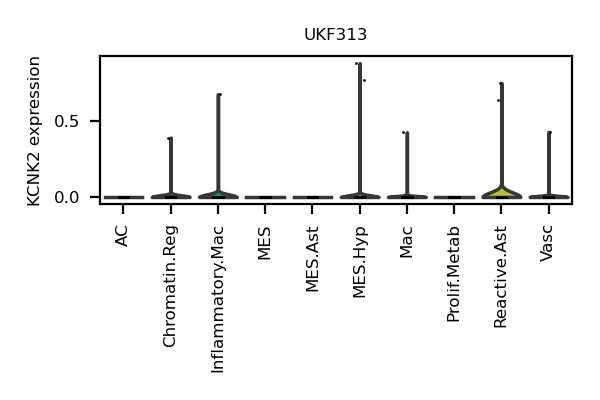 UKF313
KCNK2 expression
0.5
0.0
AC
Chromatin.Reg
Inflammatory.Mac
MES
MES.Ast
MES.Hyp
Mac
Prolif.Metab
Reactive.Ast
Vasc